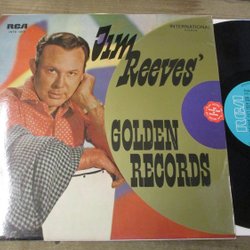 RCA
INTERNATIONAL
Jim
Reeves'
GOLDEN
RECORDS
RCA